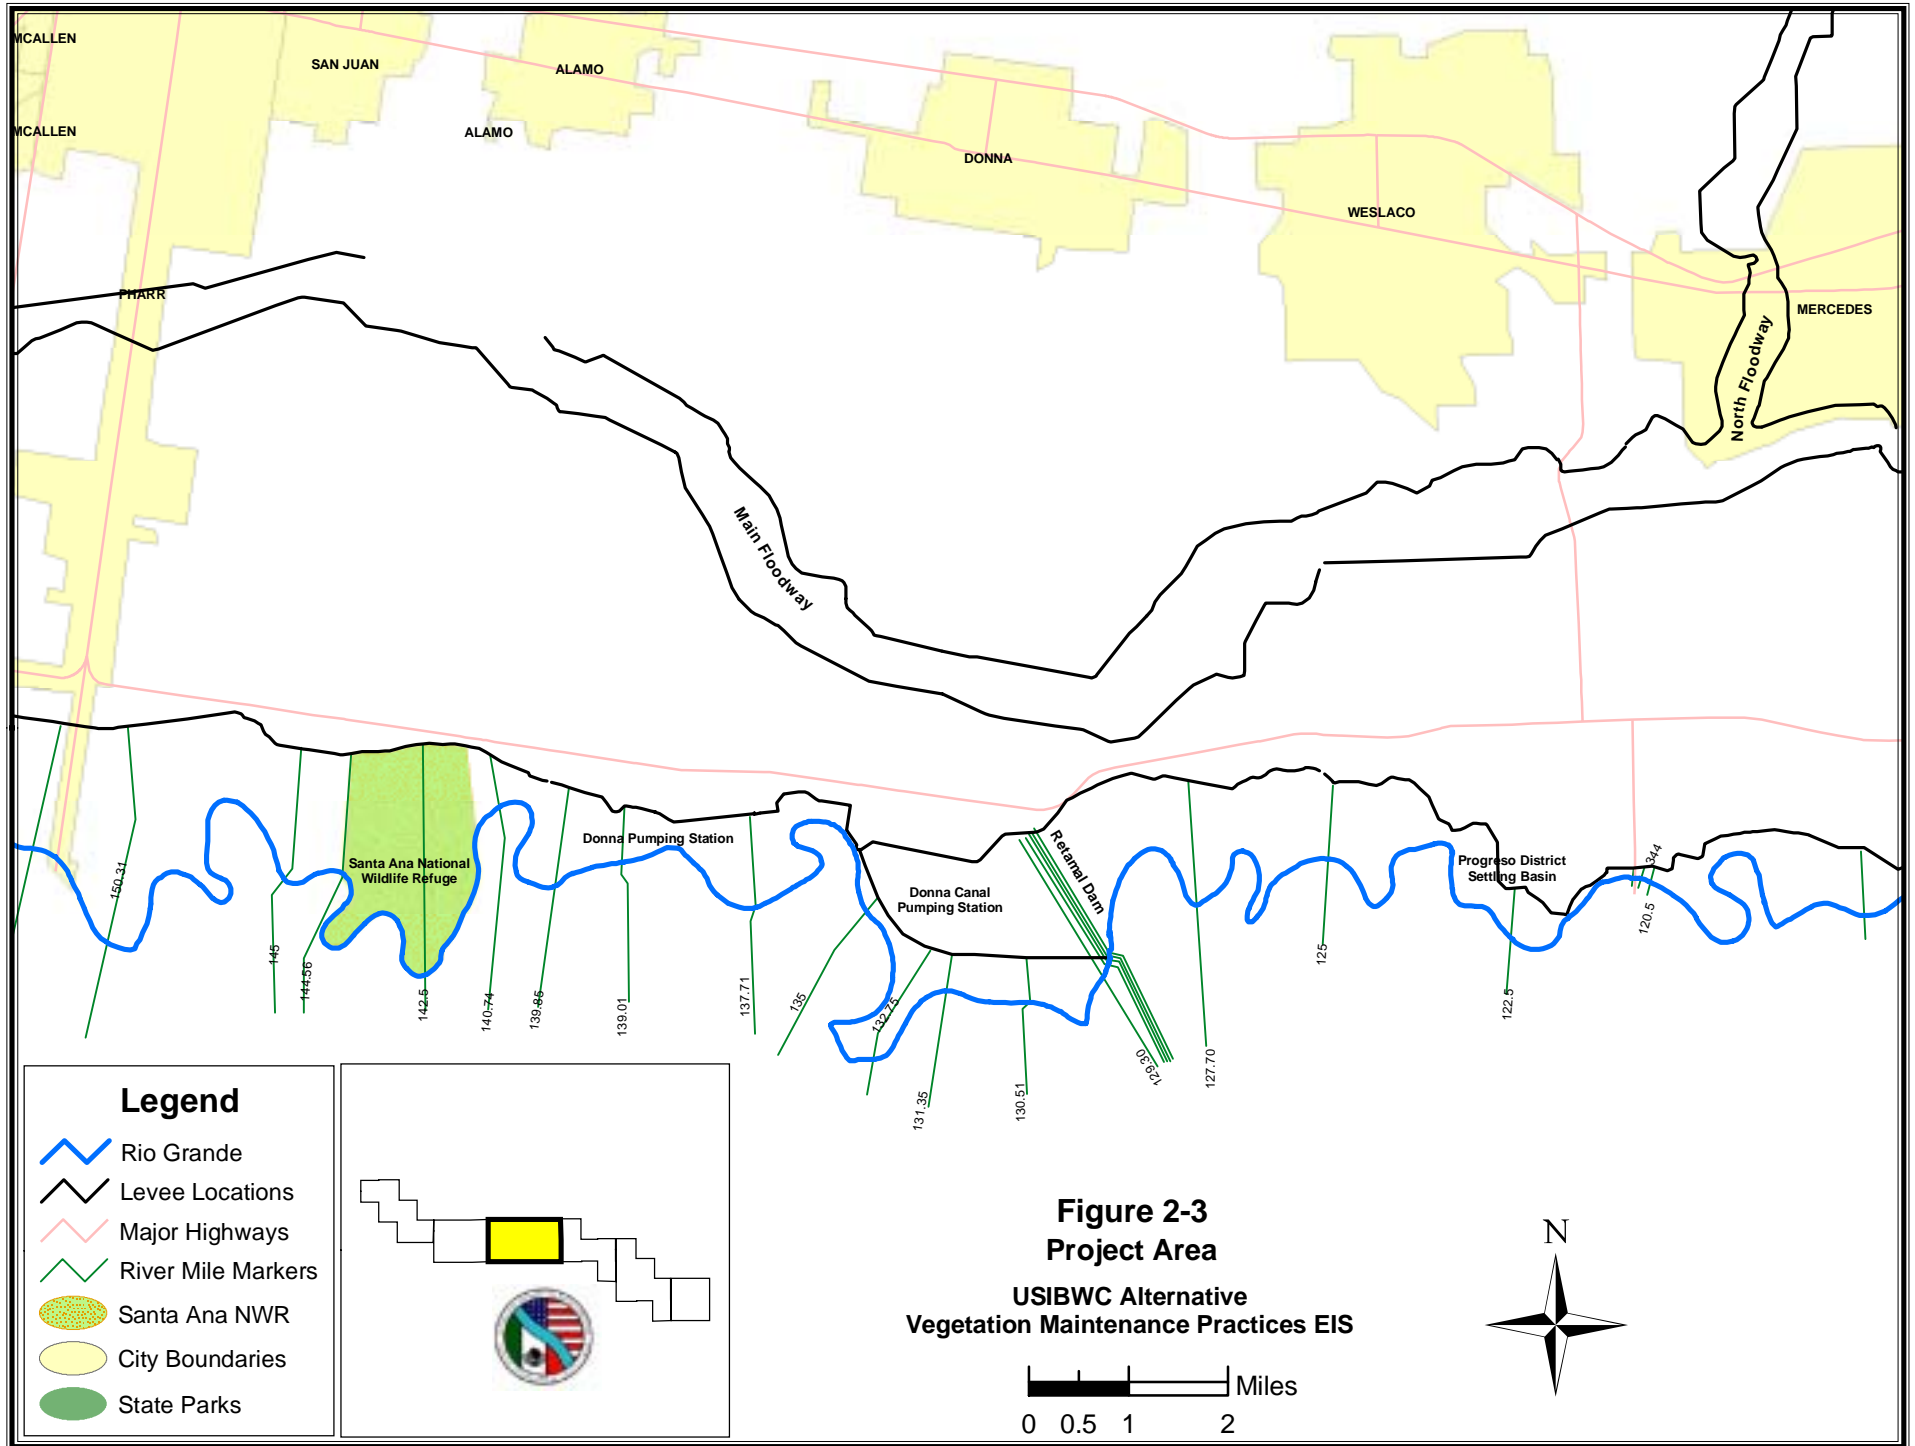 MCALLEN
SAN JUAN
ALAMO
MCALLEN
ALAMO
DONNA
WESLACO
PHARR
MERCEDES
North Floodway
Main Floodway
Donna Pumping Station
Santa Ana National
Wildlife Refuge
Donna Canal
Pumping Station
Retamal Dam
Progreso District
Settling Basin
150.31
145
144.56
142.5
140.74
139.85
139.01
137.71
135
132.75
131.35
130.51
129.30
127.70
125
122.5
120.5
344
Legend
Rio Grande
Levee Locations
Major Highways
River Mile Markers
Santa Ana NWR
City Boundaries
State Parks
Figure 2-3
Project Area
USIBWC Alternative
Vegetation Maintenance Practices EIS
Miles
0 0.5 1 2
N